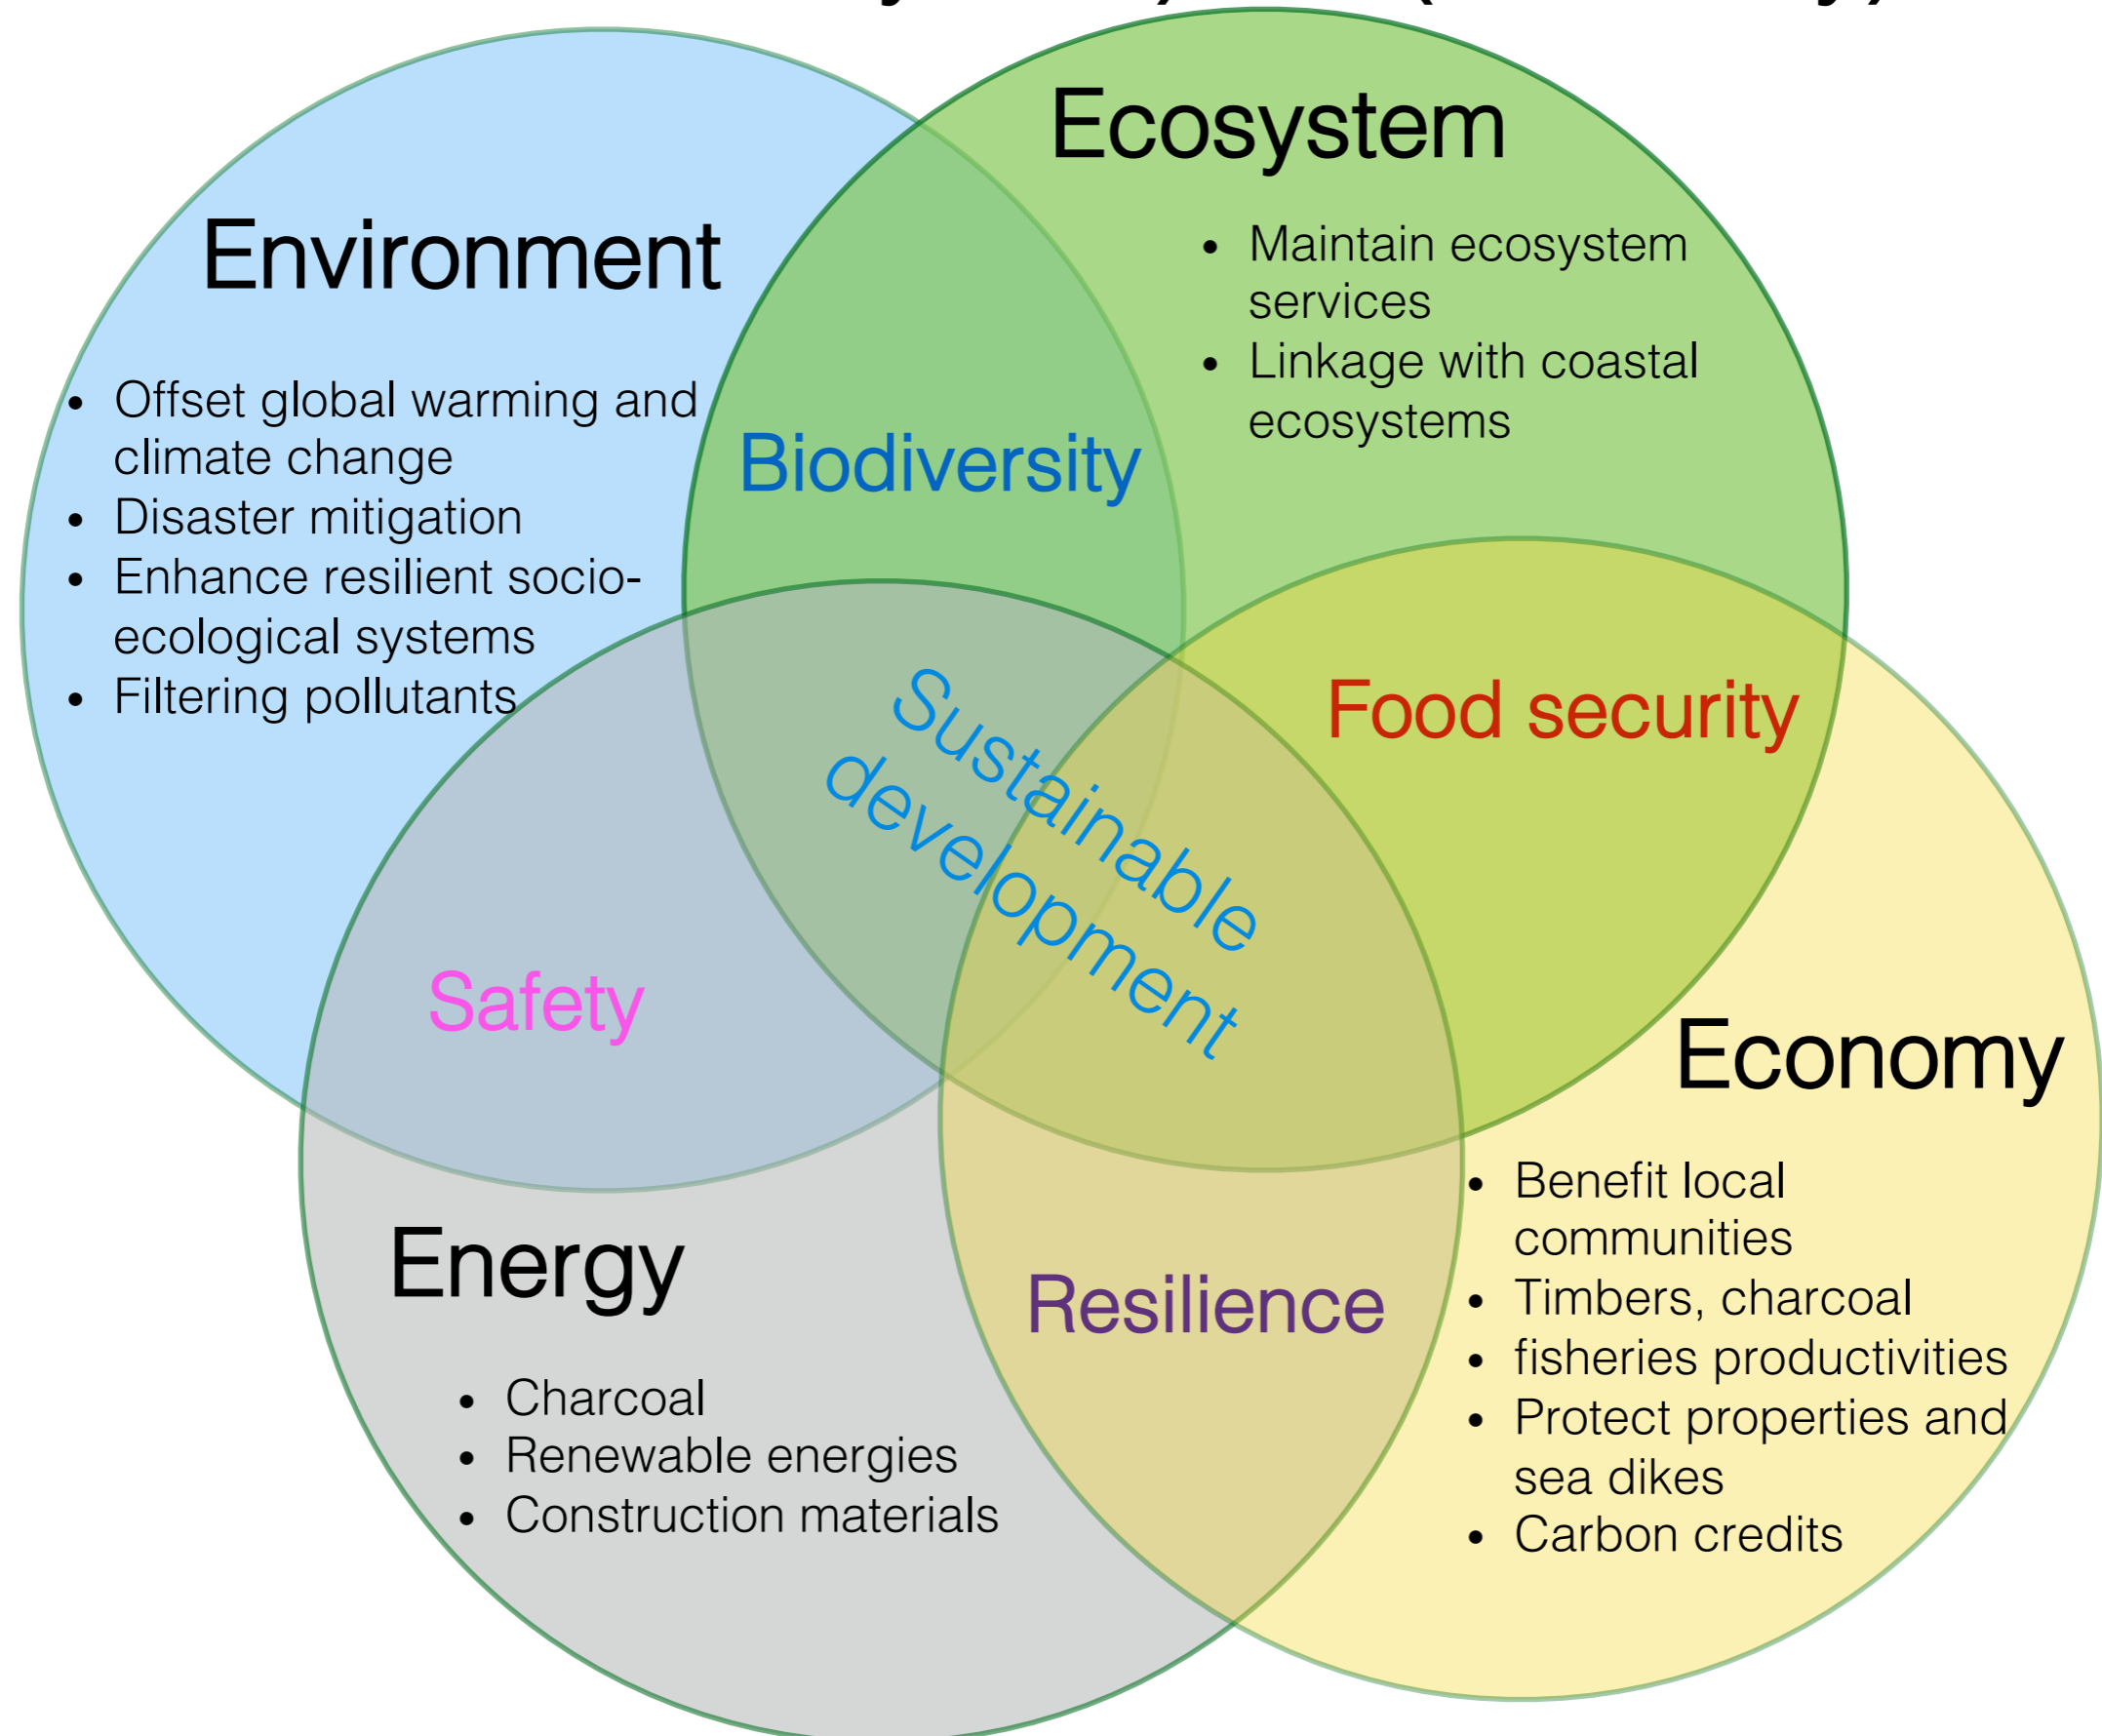 Ecosystem
• Maintain ecosystem
services
• Linkage with coastal
ecosystems
Environment
• Offset global warming and
climate change
• Disaster mitigation
• Enhance resilient socio-
ecological systems
• Filtering pollutants
Biodiversity
Food security
Sustainable
development
Safety
Economy
• Benefit local
communities
• Timbers, charcoal
• fisheries productivities
• Protect properties and
sea dikes
• Carbon credits
Energy
• Charcoal
• Renewable energies
• Construction materials
Resilience